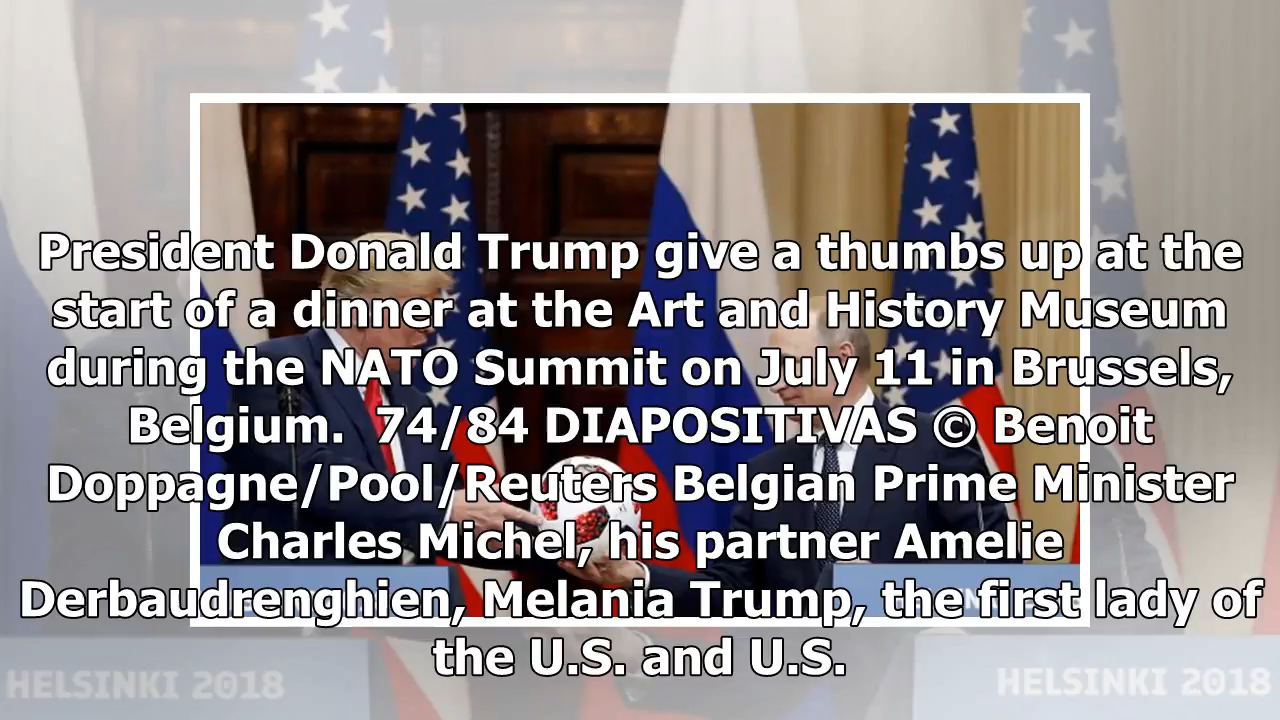 President Donald Trump give a thumbs up at the
start of a dinner at the Art and History Museum
during the NATO Summit on July 11 in Brussels,
Belgium.  74/84 DIAPOSITIVAS © Benoit
Doppagne/Pool/Reuters Belgian Prime Minister
Charles Michel, his partner Amelie
Derbaudrenghien, Melania Trump, the first lady of
the U.S. and U.S.
HELSINKI 2018
HELSINKI 2018